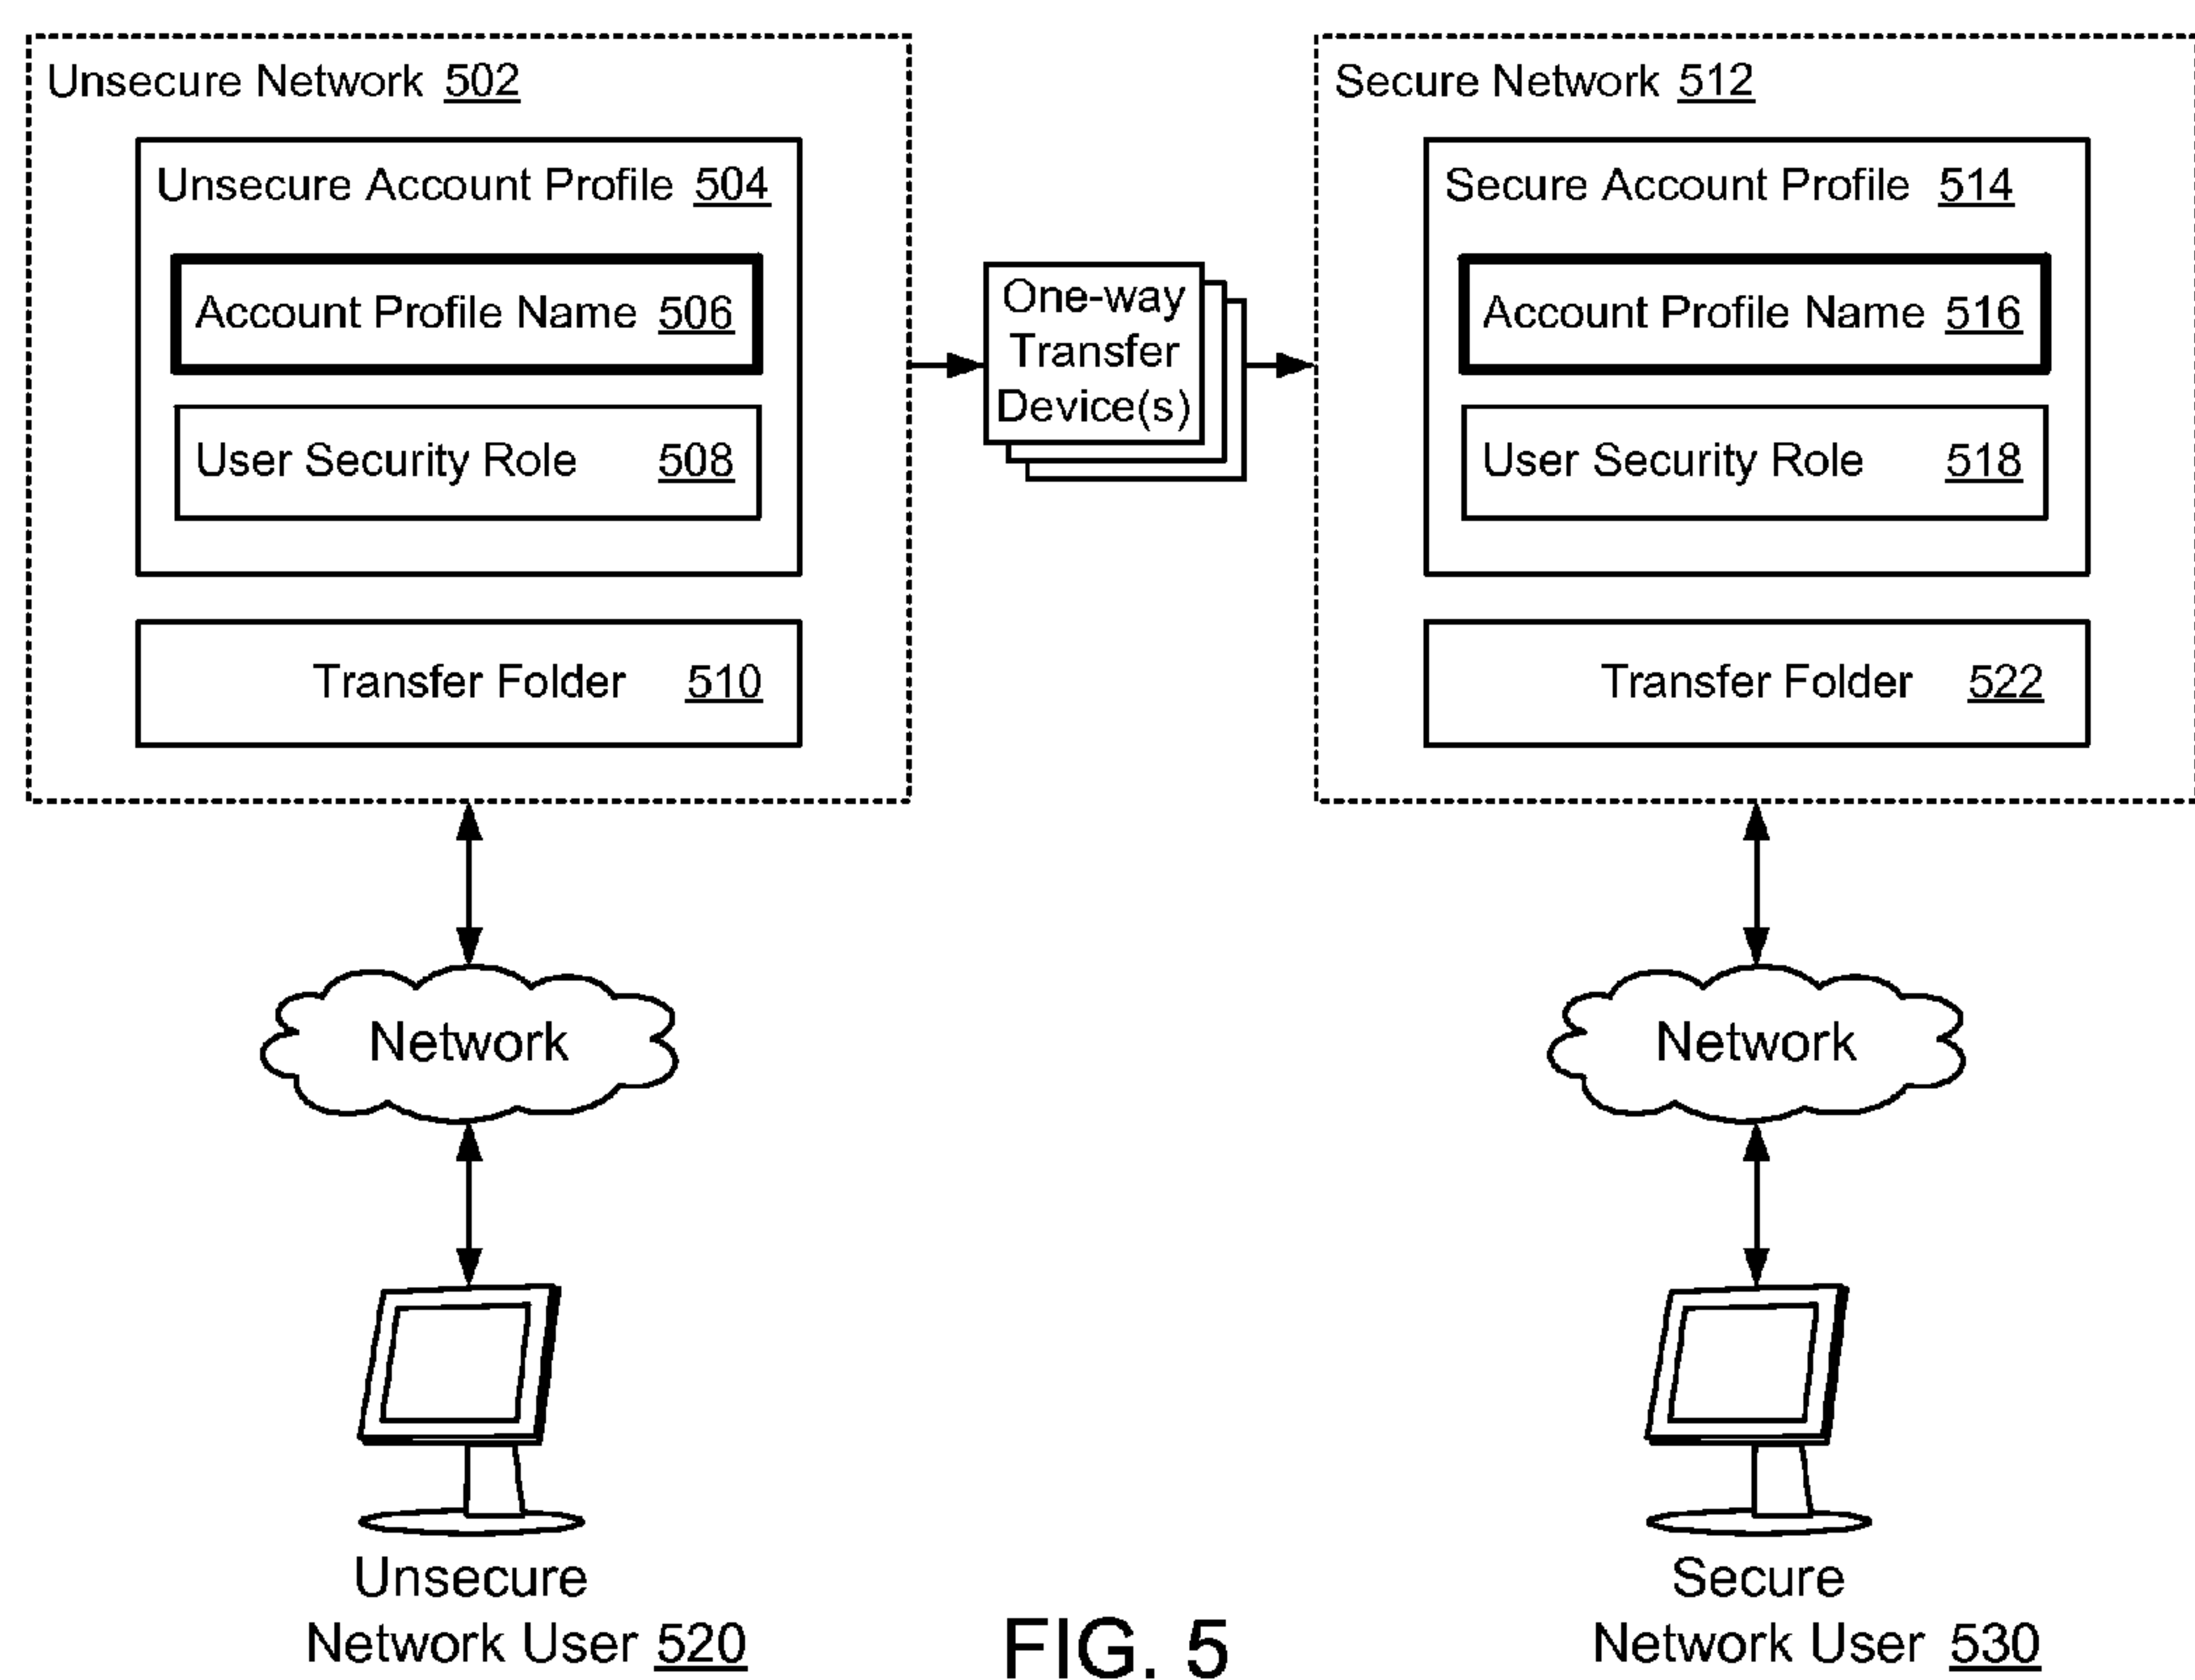 Unsecure Network 502
Unsecure Account Profile 504
Account Profile Name 506
User Security Role 508
Transfer Folder 510
One-way
Transfer
Device(s)
Secure Network 512
Secure Account Profile 514
Account Profile Name 516
User Security Role 518
Transfer Folder 522
Network
Network
Unsecure
Network User 520
Secure
Network User 530
FIG. 5